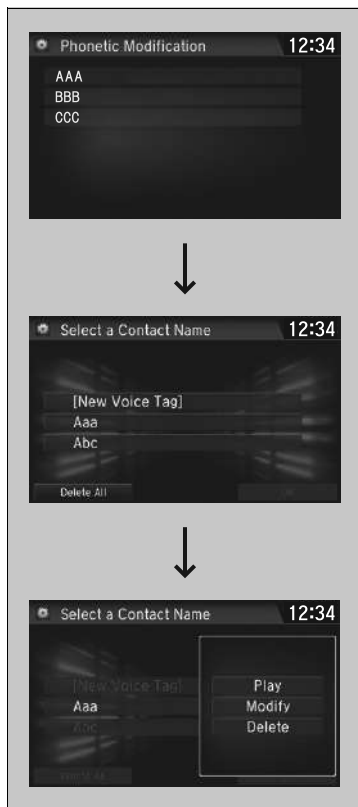 Phonetic Modification 12:34
AAA
BBB
CCC
Select a Contact Name 12:34
[New Voice Tag]
Aaa
Abc
Delete All
Select a Contact Name 12:34
[New Voice Tag] Play
Aaa Modify
Abc Delete